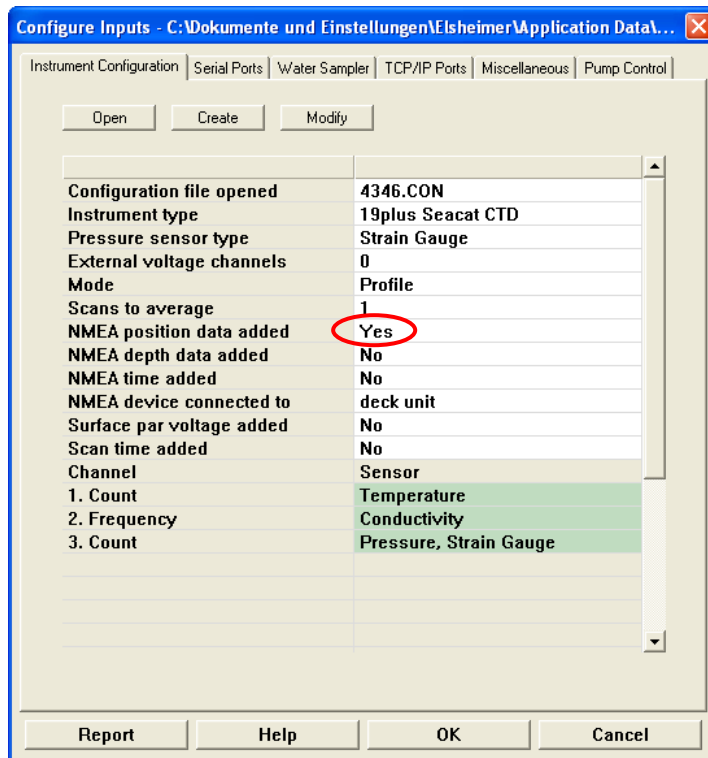 Configure Inputs - C:\Dokumente und Einstellungen\Elsheimer\Application Data\...
Instrument Configuration Serial Ports Water Sampler TCP/IP Ports Miscellaneous Pump Control
Open Create Modify
Configuration file opened 4346.CON
Instrument type 19plus Seacat CTD
Pressure sensor type Strain Gauge
External voltage channels 0
Mode Profile
Scans to average 1
NMEA position data added Yes
NMEA depth data added No
NMEA time added No
NMEA device connected to deck unit
Surface par voltage added No
Scan time added No
Channel Sensor
1. Count Temperature
2. Frequency Conductivity
3. Count Pressure, Strain Gauge
Report Help OK Cancel